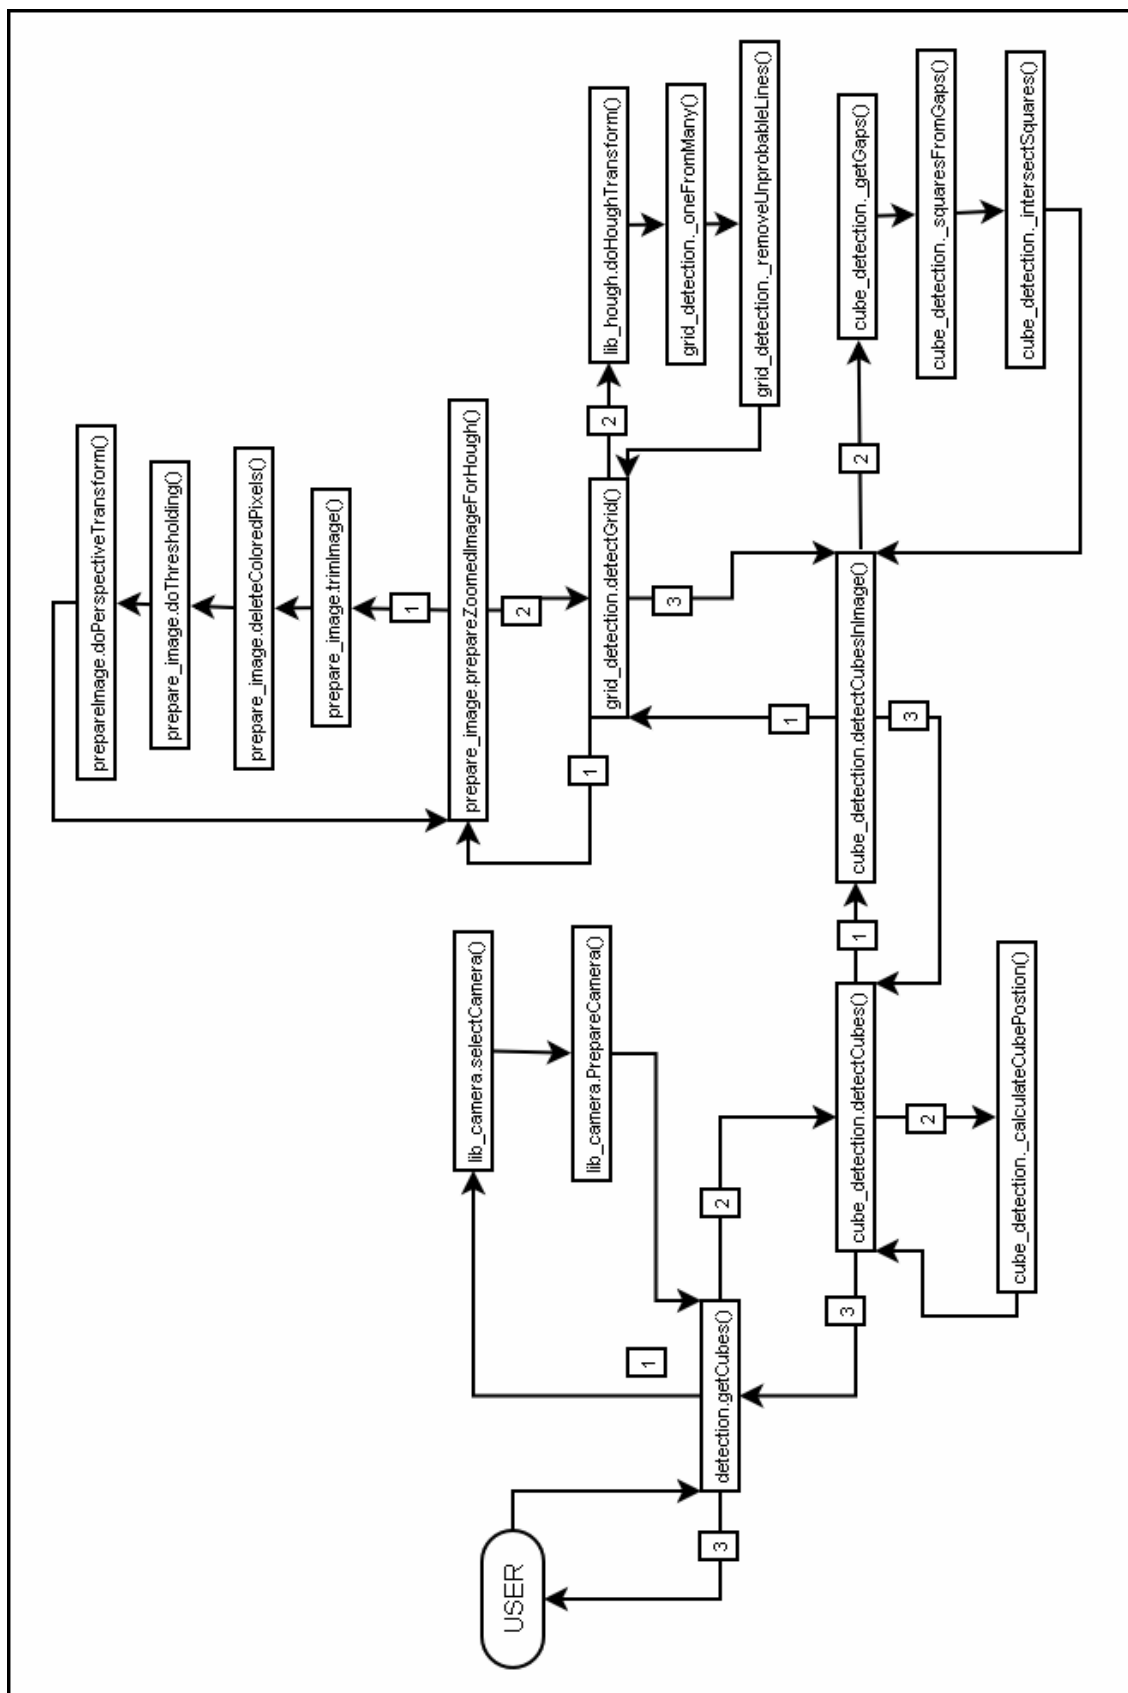 prepareImage.doPerspectiveTransform()
prepare_image.doThresholding()
prepare_image.deleteColoredPixels()
prepare_image.trimImage()
1
prepare_image.prepareZoomedImageForHough()
2
1
grid_detection.detectGrid()
2
3
lib_hough.doHoughTransform()
grid_detection._oneFromMany()
grid_detection._removeUnprobableLines()
lib_camera.selectCamera()
lib_camera.PrepareCamera()
1
USER
3
detection.getCubes()
2
3
cube_detection.detectCubes()
1
2
cube_detection._calculateCubePostion()
1
cube_detection.detectCubesInImage()
3
2
cube_detection._getGaps()
cube_detection._squaresFromGaps()
cube_detection._intersectSquares()